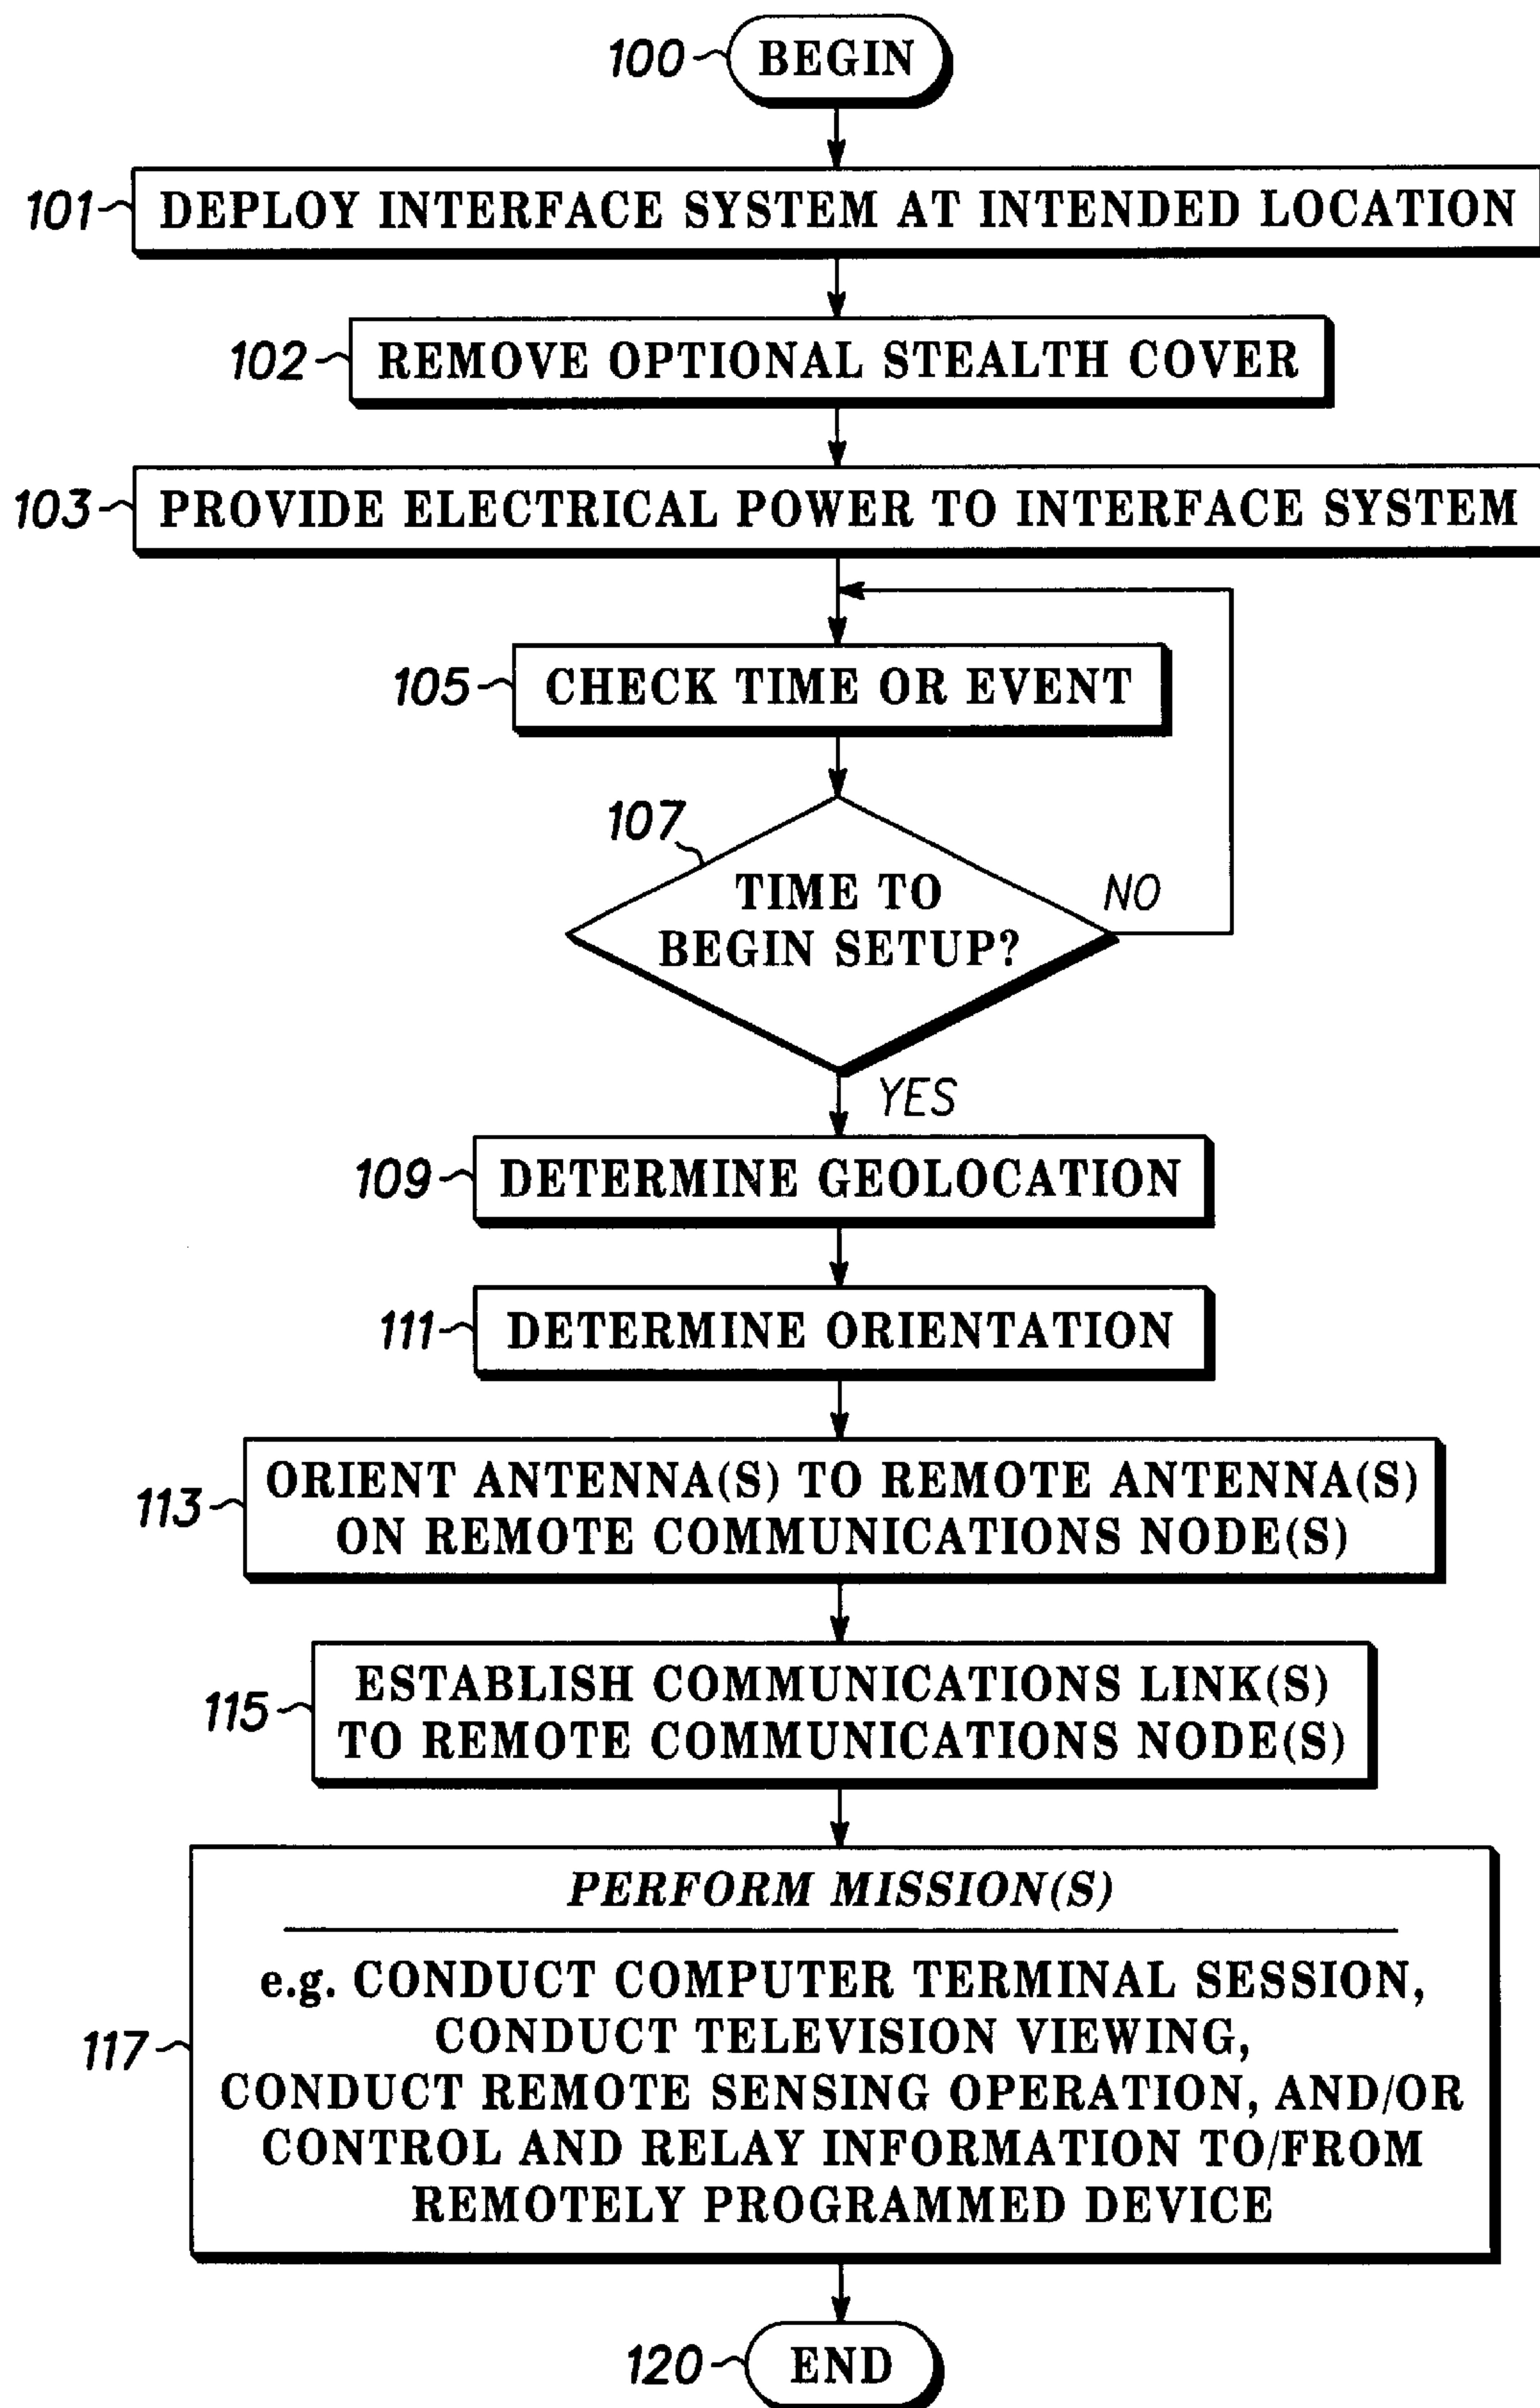 100 BEGIN
101 DEPLOY INTERFACE SYSTEM AT INTENDED LOCATION
102 REMOVE OPTIONAL STEALTH COVER
103 PROVIDE ELECTRICAL POWER TO INTERFACE SYSTEM
105 CHECK TIME OR EVENT
107
TIME TO
BEGIN SETUP?
NO
YES
109 DETERMINE GEOLOCATION
111 DETERMINE ORIENTATION
113
ORIENT ANTENNA(S) TO REMOTE ANTENNA(S)
ON REMOTE COMMUNICATIONS NODE(S)
115
ESTABLISH COMMUNICATIONS LINK(S)
TO REMOTE COMMUNICATIONS NODE(S)
117
PERFORM MISSION(S)
e.g. CONDUCT COMPUTER TERMINAL SESSION,
CONDUCT TELEVISION VIEWING,
CONDUCT REMOTE SENSING OPERATION, AND/OR
CONTROL AND RELAY INFORMATION TO/FROM
REMOTELY PROGRAMMED DEVICE
120 END